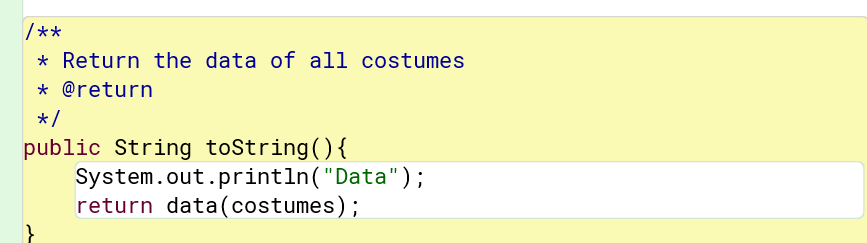 /**
 * Return the data of all costumes
 * @return
 */
public String toString(){
    System.out.println("Data");
    return data(costumes);
}